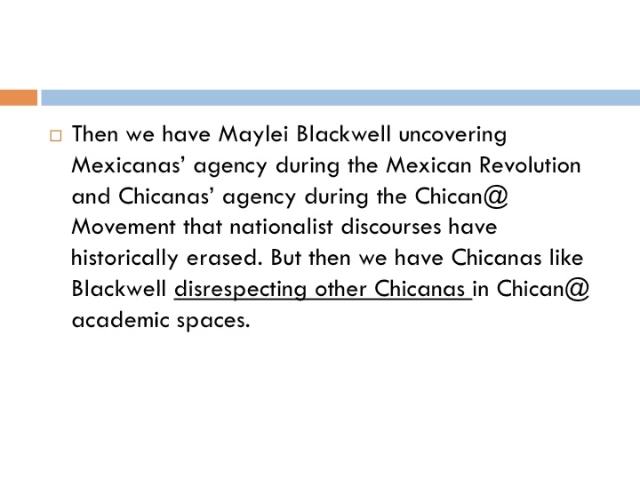 Then we have Maylei Blackwell uncovering
Mexicanas’ agency during the Mexican Revolution
and Chicanas’ agency during the Chican@
Movement that nationalist discourses have
historically erased. But then we have Chicanas like
Blackwell disrespecting other Chicanas in Chican@
academic spaces.